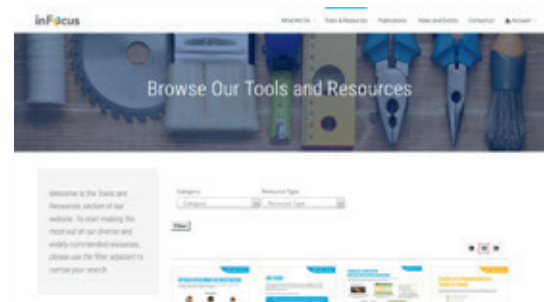 inFocus
What We Do Tools & Resources Publications News and Events Contact Us Account
Browse Our Tools and Resources
Welcome to the Tools and
Resources section of our
website. To start making the
most out of our diverse and
widely commended resources,
please use the filter adjacent to
narrow your search.
Category
Resource Type
Category
Resource Type
Filter